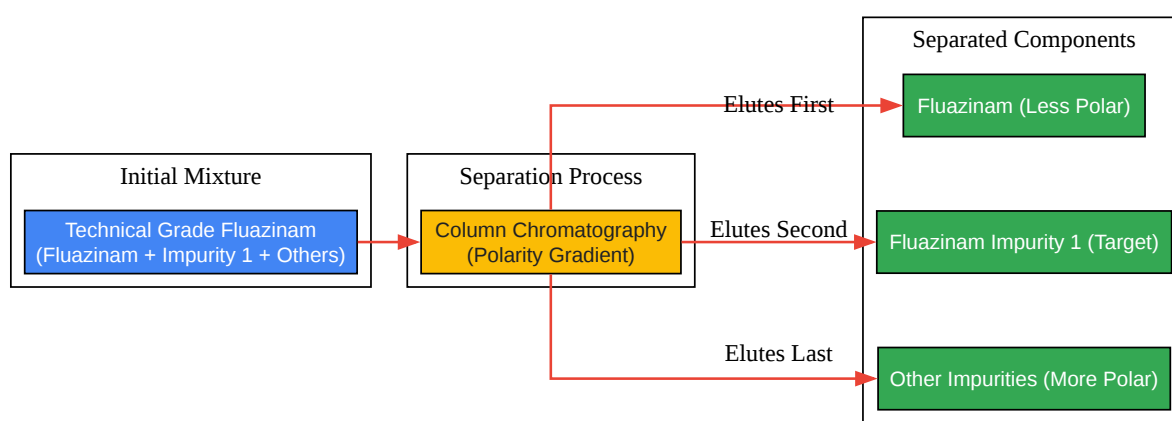 Separated Components
Elutes First
Fluazinam (Less Polar)
Initial Mixture
Separation Process
Technical Grade Fluazinam
(Fluazinam + Impurity 1 + Others)
Column Chromatography
(Polarity Gradient)
Elutes Second
Fluazinam Impurity 1 (Target)
Elutes Last
Other Impurities (More Polar)